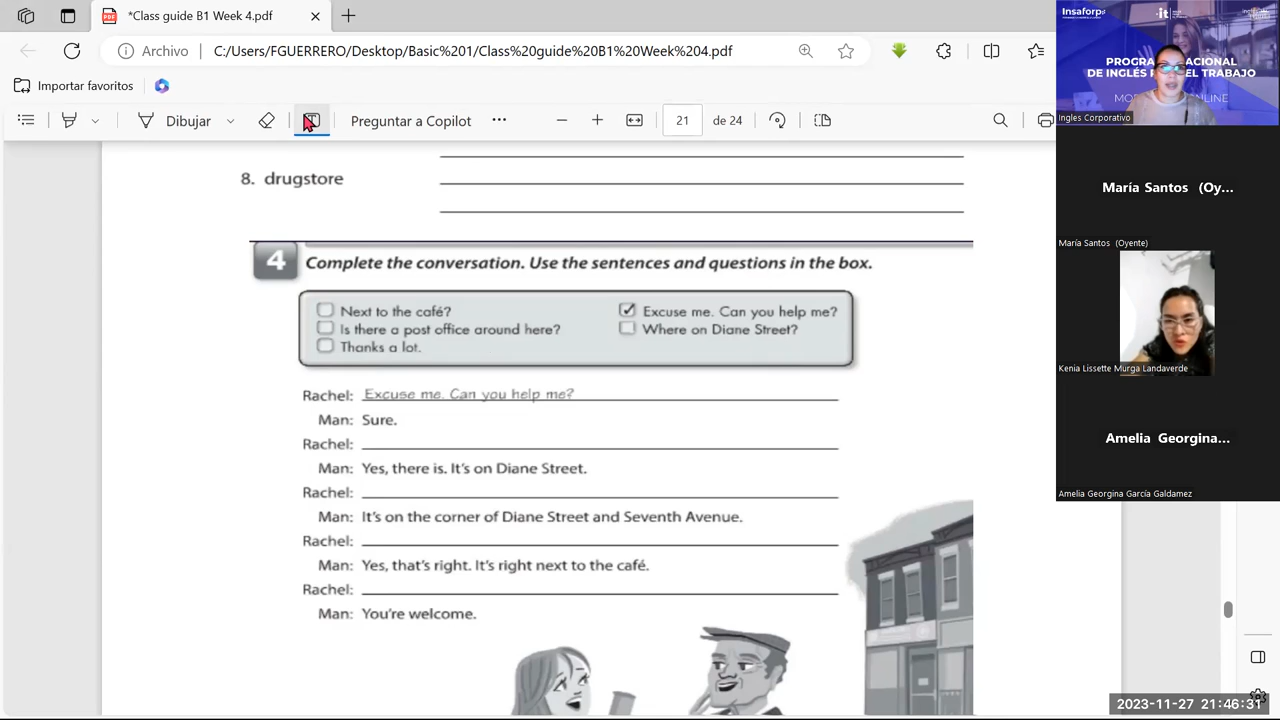 *Class guide B1 Week 4.pdf
Archivo
C:/Users/FGUERRERO/Desktop/Basic%201/Class%20guide%20B1%20Week%204.pdf
Importar favoritos
Dibujar
Preguntar a Copilot
21
de 24
8. drugstore
4
Complete the conversation. Use the sentences and questions in the box.
Next to the café?
Excuse me. Can you help me?
Is there a post office around here?
Where on Diane Street?
Thanks a lot.
Rachel: Excuse me. Can you help me?
Man: Sure.
Rachel:
Man: Yes, there is. It's on Diane Street.
Rachel:
Man: It's on the corner of Diane Street and Seventh Avenue.
Rachel:
Man: Yes, that's right. It's right next to the café.
Rachel:
Man: You're welcome.
Insaforp
Ingles Corporativo
María Santos (Oy...
María Santos (Oyente)
Kenia Lissette Murga Landaverde
Amelia Georgina...
Amelia Georgina García Galdamez
2023-11-27 21:46:31